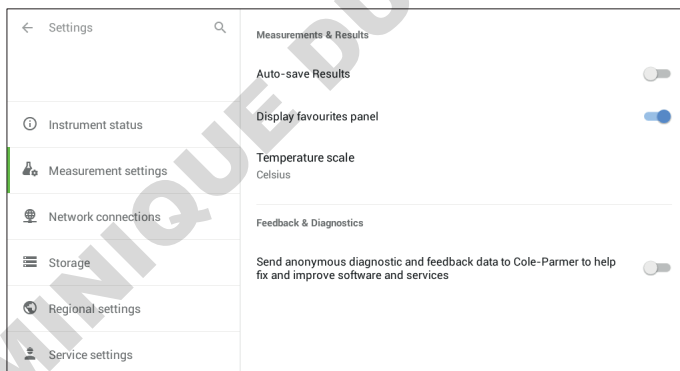 Settings
Instrument status
Measurement settings
Network connections
Storage
Regional settings
Service settings
Measurements & Results
Auto-save Results
Display favourites panel
Temperature scale
Celsius
Feedback & Diagnostics
Send anonymous diagnostic and feedback data to Cole-Parmer to help
fix and improve software and services
MINIQUE DU